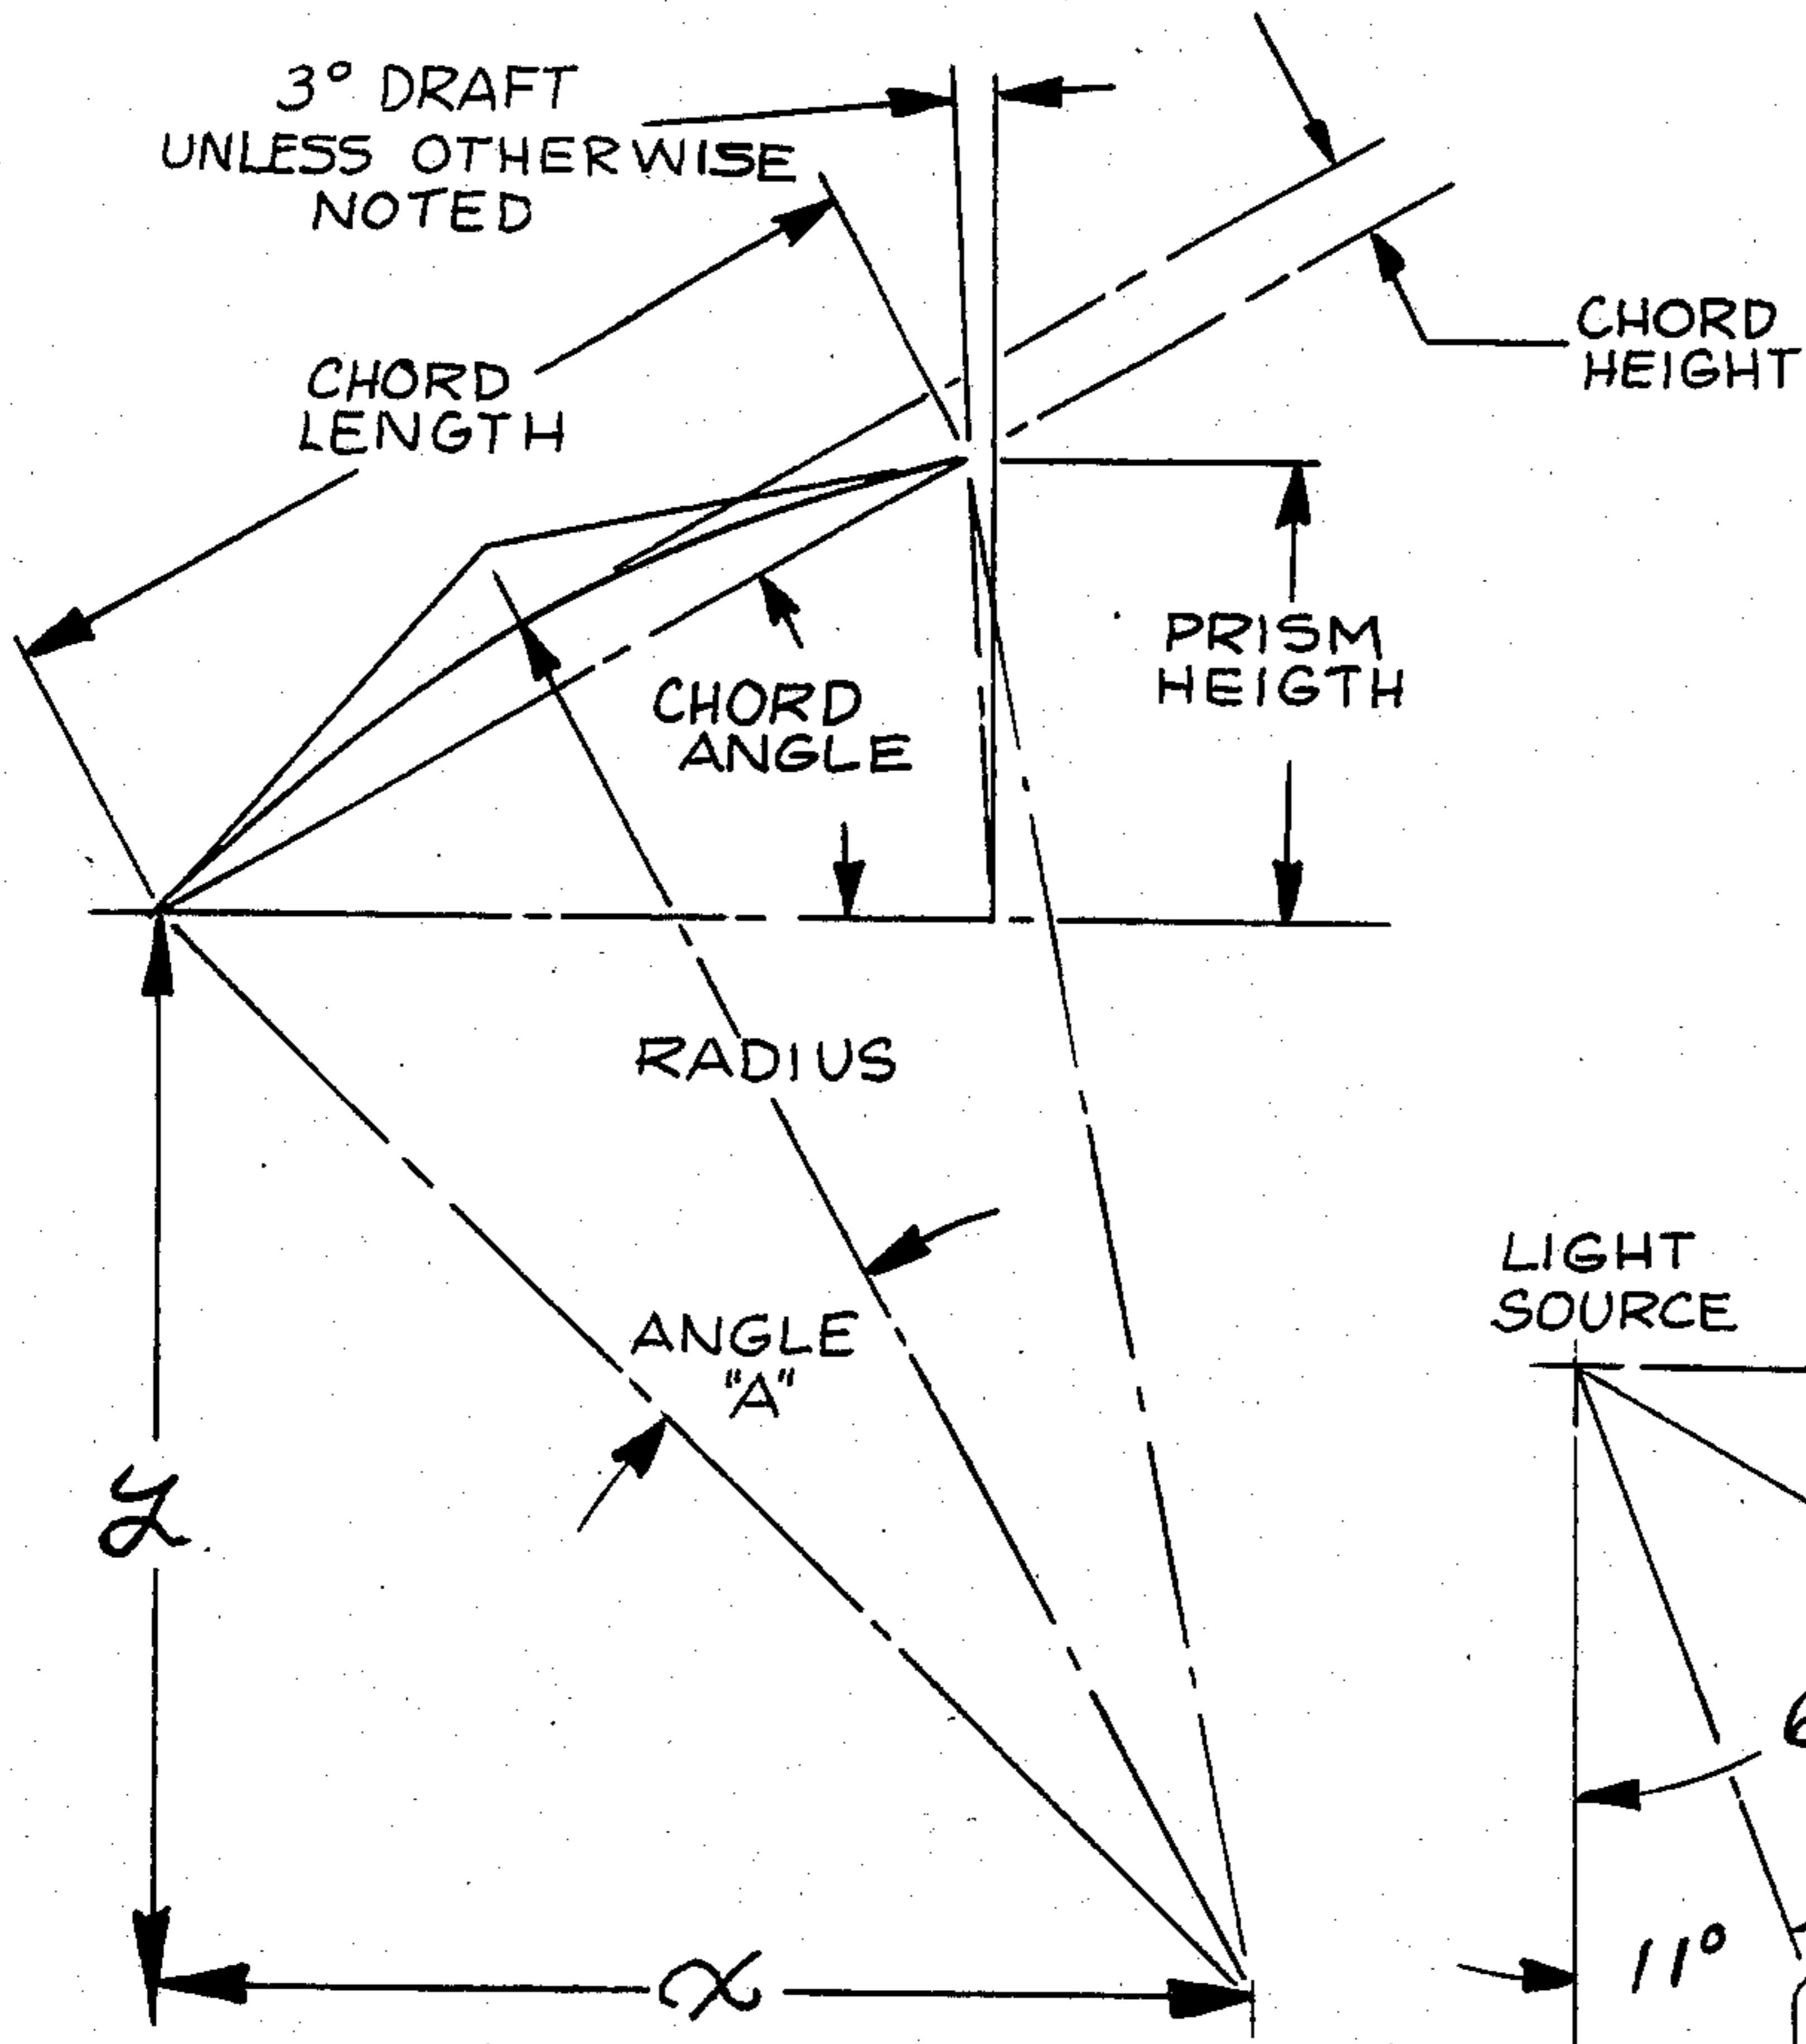 3° DRAFT
UNLESS OTHERWISE
NOTED
CHORD
HEIGHT
CHORD
LENGTH
PRISM
HEIGTH
CHORD
ANGLE
RADIUS
LIGHT
SOURCE
ANGLE
"A"
y
x
11°